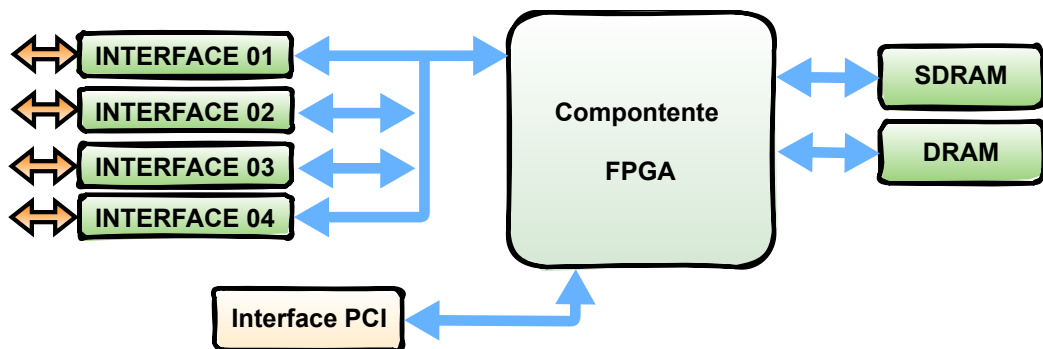 INTERFACE 01
INTERFACE 02
INTERFACE 03
INTERFACE 04
Compontente
FPGA
SDRAM
DRAM
Interface PCI